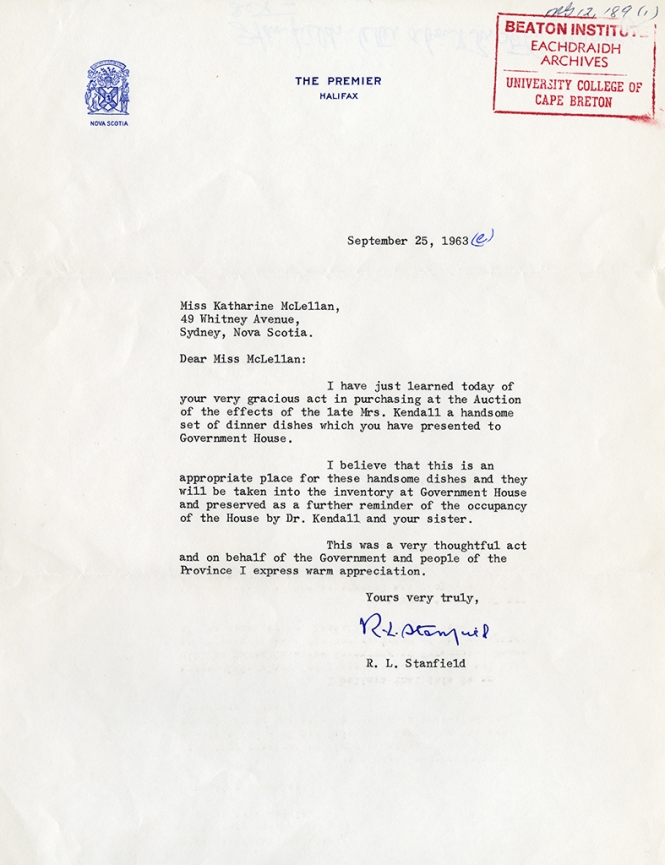 MG 12, 189 (1)
BEATON INSTITUTE
EACHDRAIDH
ARCHIVES
UNIVERSITY COLLEGE OF
CAPE BRETON
THE PREMIER
HALIFAX
NOVA SCOTIA
September 25, 1963 (e)
Miss Katharine McLellan,
49 Whitney Avenue,
Sydney, Nova Scotia.
Dear Miss McLellan:
I have just learned today of
your very gracious act in purchasing at the Auction
of the effects of the late Mrs. Kendall a handsome
set of dinner dishes which you have presented to
Government House.
I believe that this is an
appropriate place for these handsome dishes and they
will be taken into the inventory at Government House
and preserved as a further reminder of the occupancy
of the House by Dr. Kendall and your sister.
This was a very thoughtful act
and on behalf of the Government and people of the
Province I express warm appreciation.
Yours very truly,
R. L. Stanfield
R. L. Stanfield